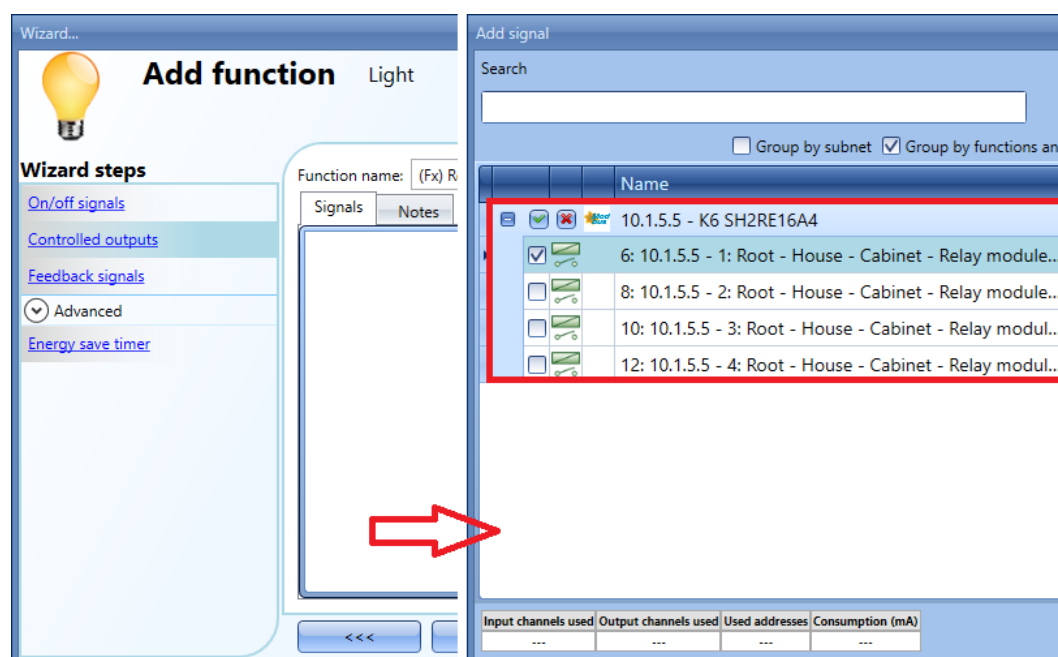 Wizard...
Add function Light
Wizard steps
On/off signals
Controlled outputs
Feedback signals
Advanced
Energy save timer
Function name: (Fx) R
Signals
Notes
<<<
Add signal
Search
Group by subnet Group by functions an
Name
10.1.5.5 - K6 SH2RE16A4
6: 10.1.5.5 - 1: Root - House - Cabinet - Relay module...
8: 10.1.5.5 - 2: Root - House - Cabinet - Relay module...
10: 10.1.5.5 - 3: Root - House - Cabinet - Relay modul...
12: 10.1.5.5 - 4: Root - House - Cabinet - Relay modul...
Input channels used Output channels used Used addresses Consumption (mA)
--- --- --- ---